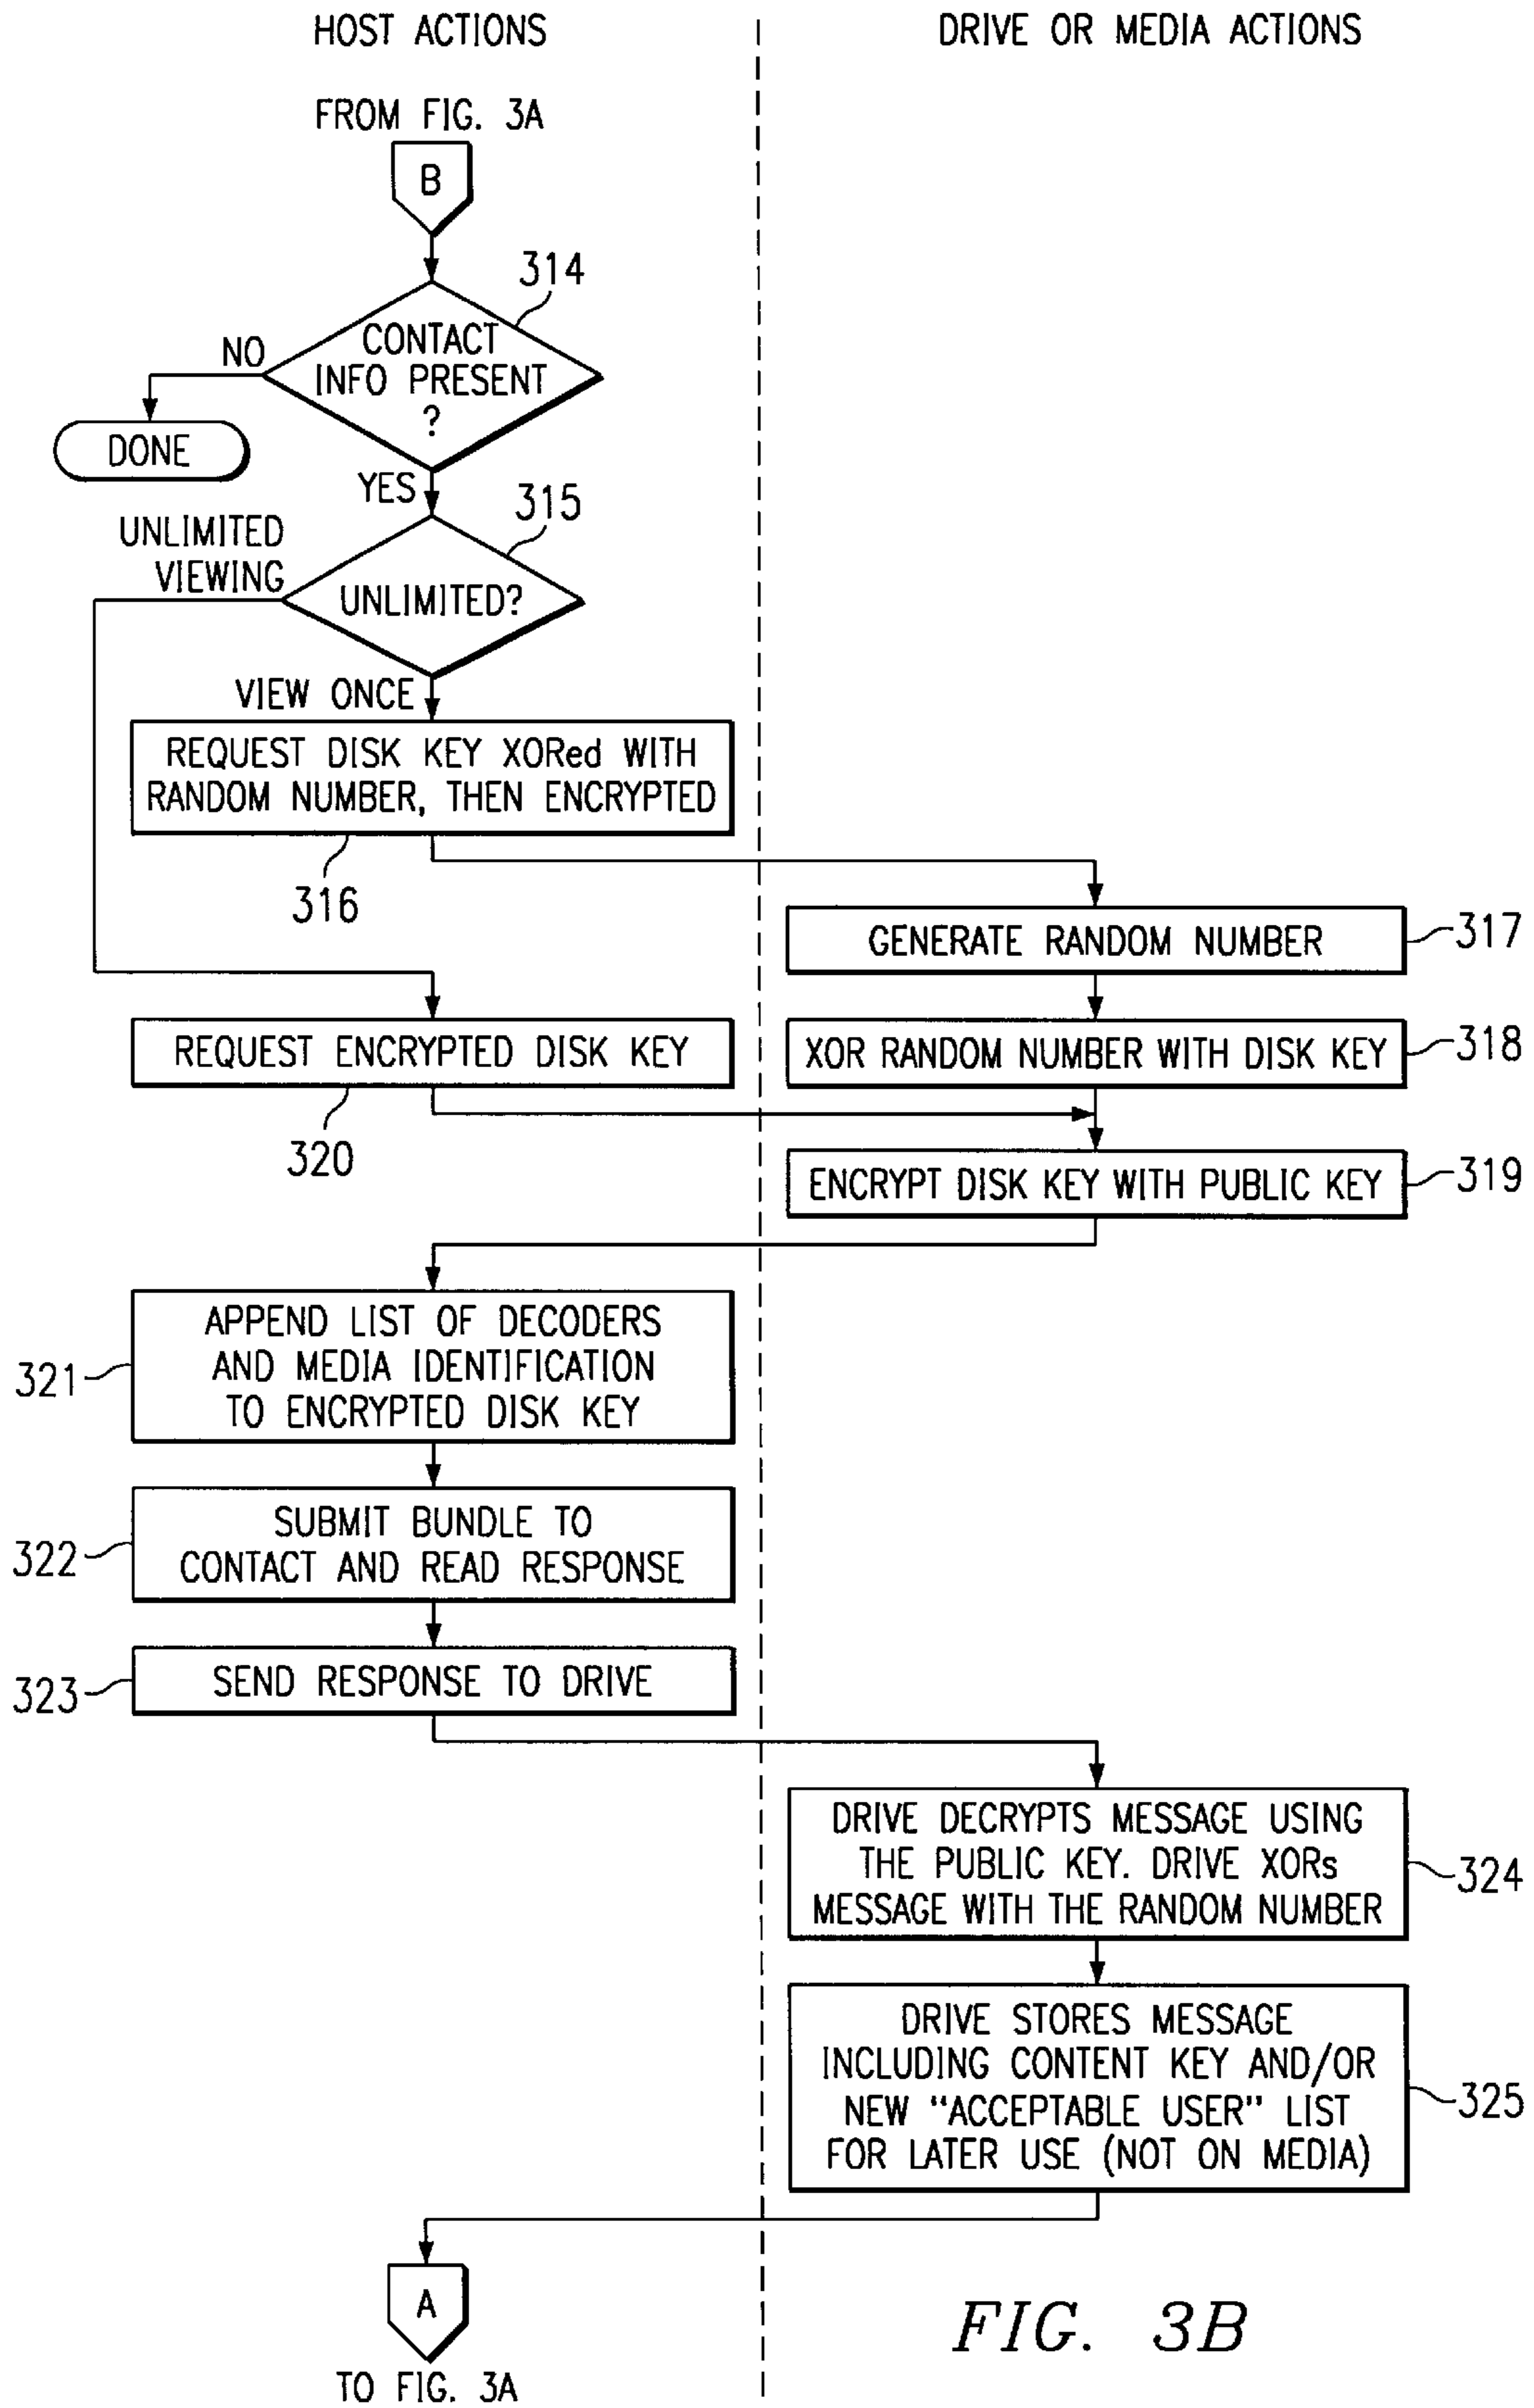 HOST ACTIONS
DRIVE OR MEDIA ACTIONS
FROM FIG. 3A
B
314
CONTACT
INFO PRESENT
?
NO
DONE
YES
315
UNLIMITED
VIEWING
UNLIMITED?
VIEW ONCE
REQUEST DISK KEY XORed WITH
RANDOM NUMBER, THEN ENCRYPTED
316
GENERATE RANDOM NUMBER
317
XOR RANDOM NUMBER WITH DISK KEY
318
REQUEST ENCRYPTED DISK KEY
320
ENCRYPT DISK KEY WITH PUBLIC KEY
319
APPEND LIST OF DECODERS
AND MEDIA IDENTIFICATION
TO ENCRYPTED DISK KEY
321
SUBMIT BUNDLE TO
CONTACT AND READ RESPONSE
322
SEND RESPONSE TO DRIVE
323
DRIVE DECRYPTS MESSAGE USING
THE PUBLIC KEY. DRIVE XORs
MESSAGE WITH THE RANDOM NUMBER
324
DRIVE STORES MESSAGE
INCLUDING CONTENT KEY AND/OR
NEW "ACCEPTABLE USER" LIST
FOR LATER USE (NOT ON MEDIA)
325
A
TO FIG. 3A
FIG. 3B